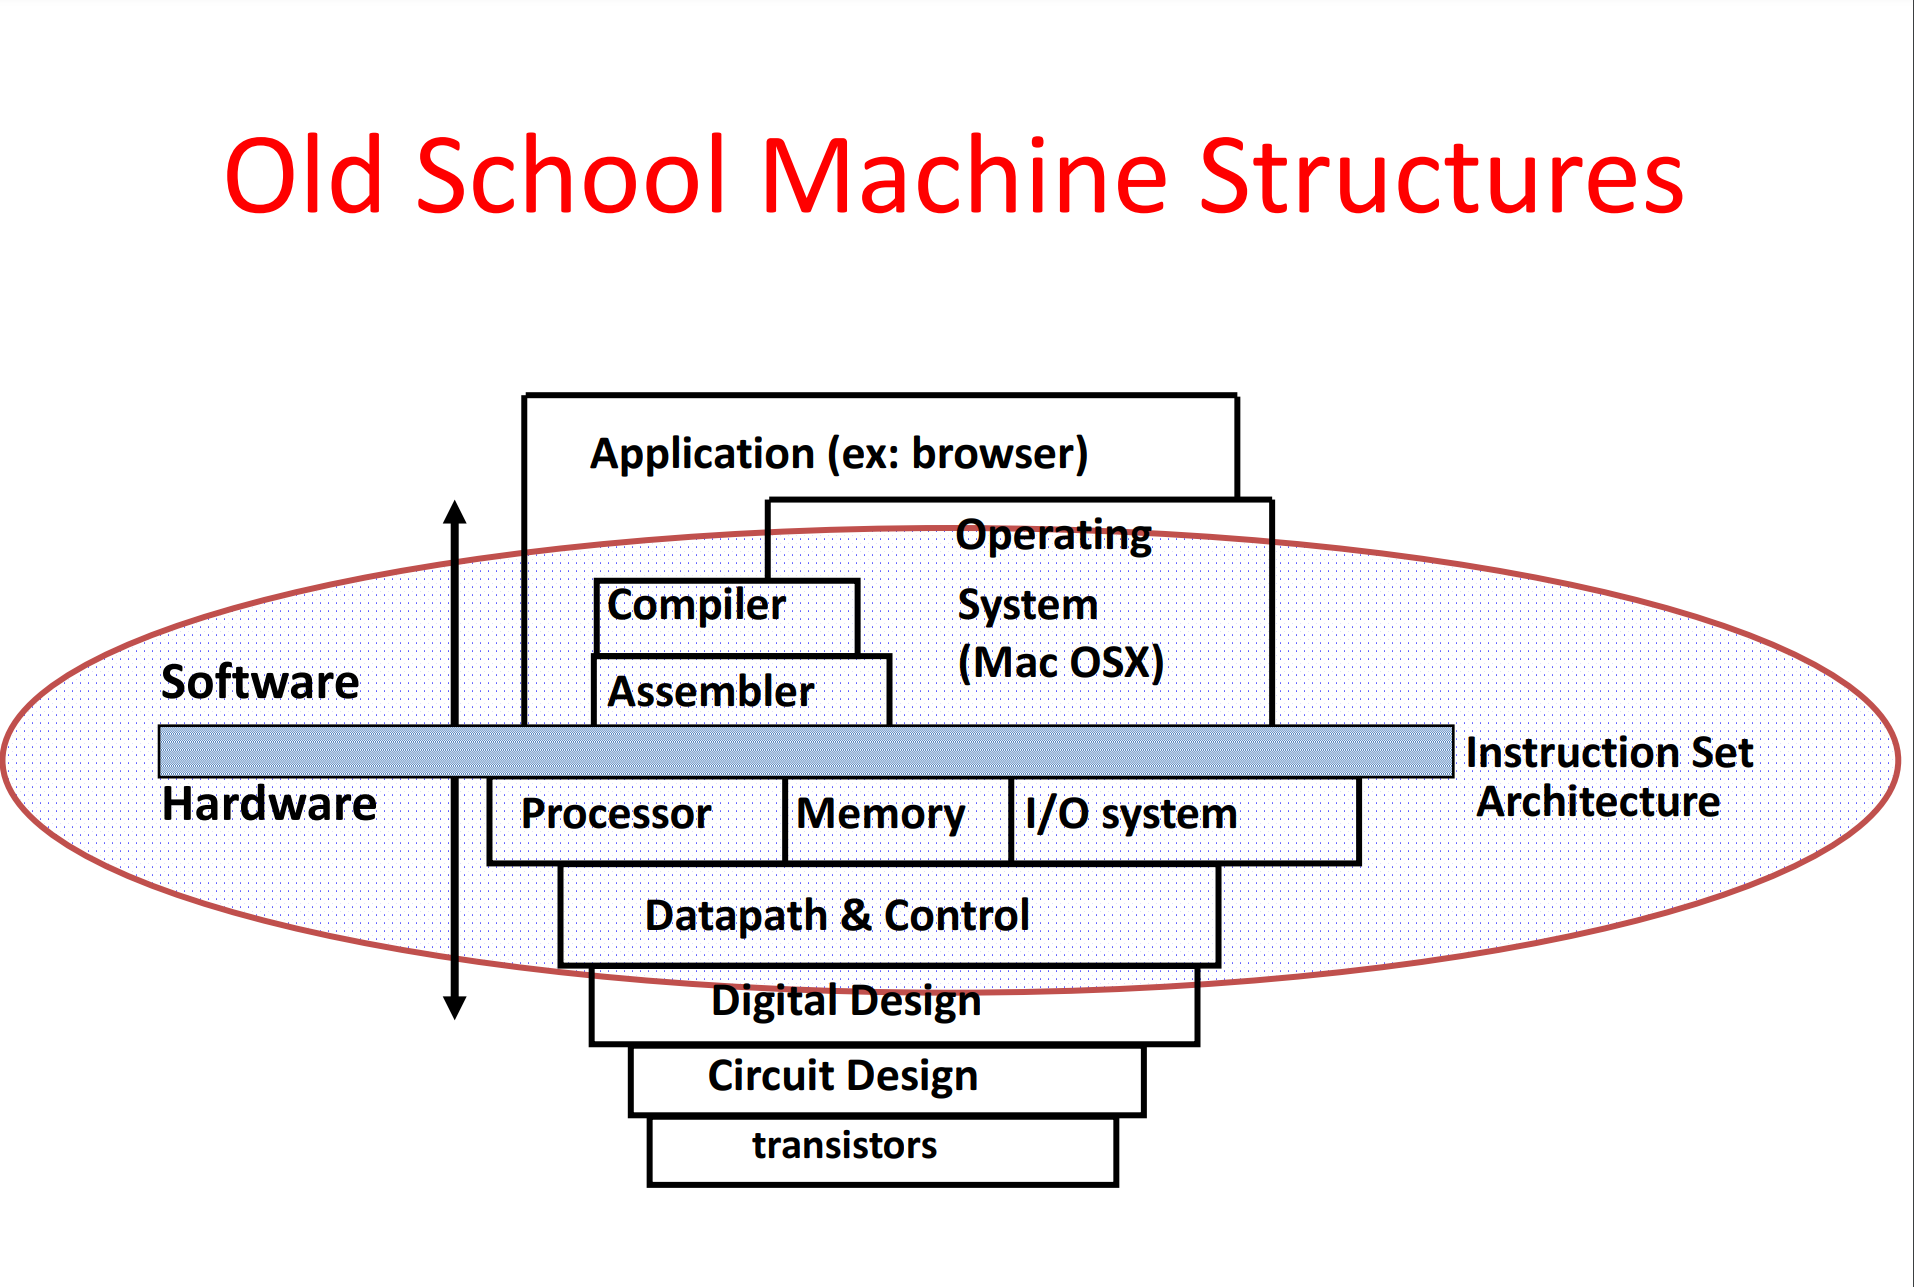 Old School Machine Structures
Application (ex: browser)
Operating
System
(Mac OSX)
Compiler
Assembler
Software
Hardware
Instruction Set
Architecture
Processor
Memory
I/O system
Datapath & Control
Digital Design
Circuit Design
transistors